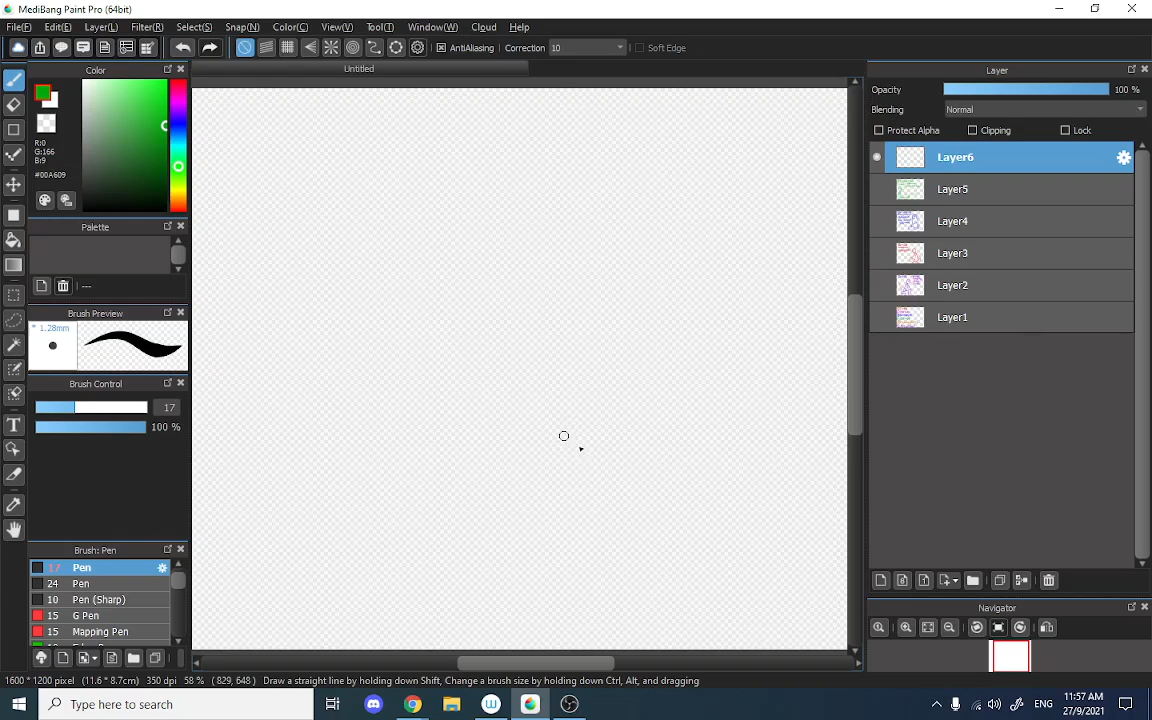 MediBang Paint Pro (64bit)
File(F) Edit(E) Layer(L) Filter(R) Select(S) Snap(N) Color(C) View(V) Tool(T) Window(W) Cloud Help
AntiAliasing Correction 10 Soft Edge
Color
Untitled
Layer
R:0
G:166
B:9
#00A609
Opacity 100 %
Blending Normal
Protect Alpha Clipping Lock
Layer6
Layer5
Layer4
Layer3
Layer2
Layer1
Palette
---
Brush Preview
* 1.28mm
Brush Control
17
100 %
Brush: Pen
17 Pen
24 Pen
10 Pen (Sharp)
15 G Pen
15 Mapping Pen
Navigator
1600 * 1200 pixel (11.6 * 8.7cm) 350 dpi 58 % (829, 648) Draw a straight line by holding down Shift, Change a brush size by holding down Ctrl, Alt, and dragging
Type here to search
ENG
11:57 AM
27/9/2021